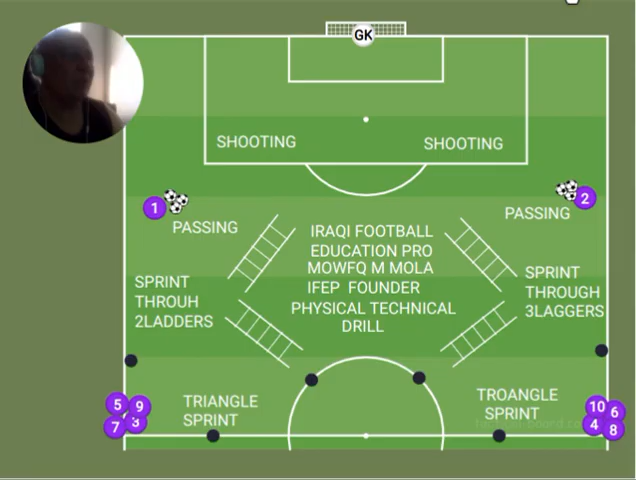 GK
SHOOTING
SHOOTING
1
2
PASSING
PASSING
IRAQI FOOTBALL
EDUCATION PRO
MOWFQ M MOLA
IFEP FOUNDER
PHYSICAL TECHNICAL
DRILL
SPRINT
THROUH
2LADDERS
SPRINT
THROUGH
3LAGGERS
TRIANGLE
SPRINT
TROANGLE
SPRINT
5
9
7
3
10
6
4
8